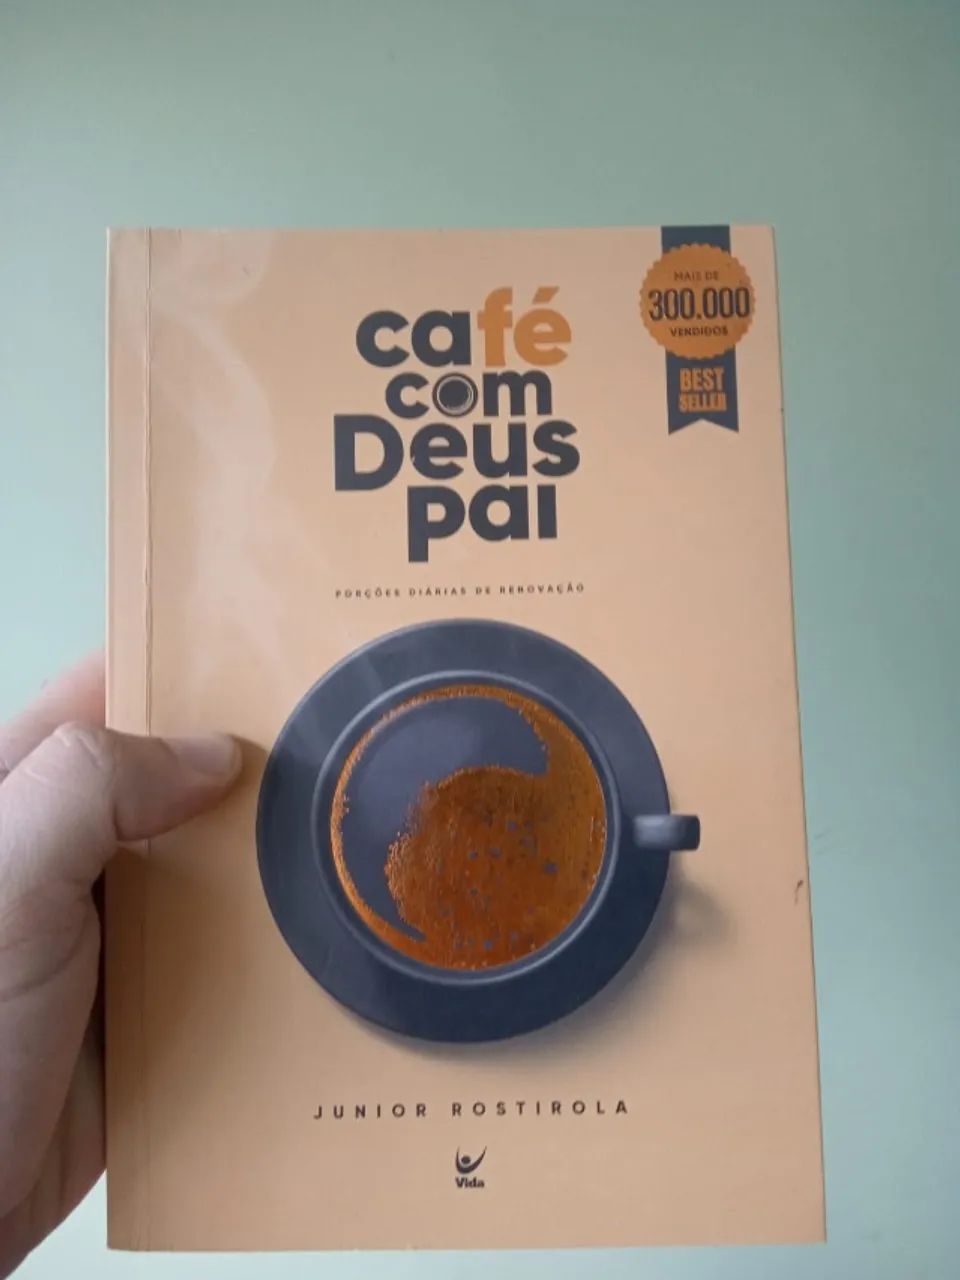 café
com
Deus
pai
MAIS DE
300.000
VENDIDOS
BEST
SELLER
PORÇÕES DIÁRIAS DE RENOVAÇÃO
JUNIOR ROSTIROLA
Vida